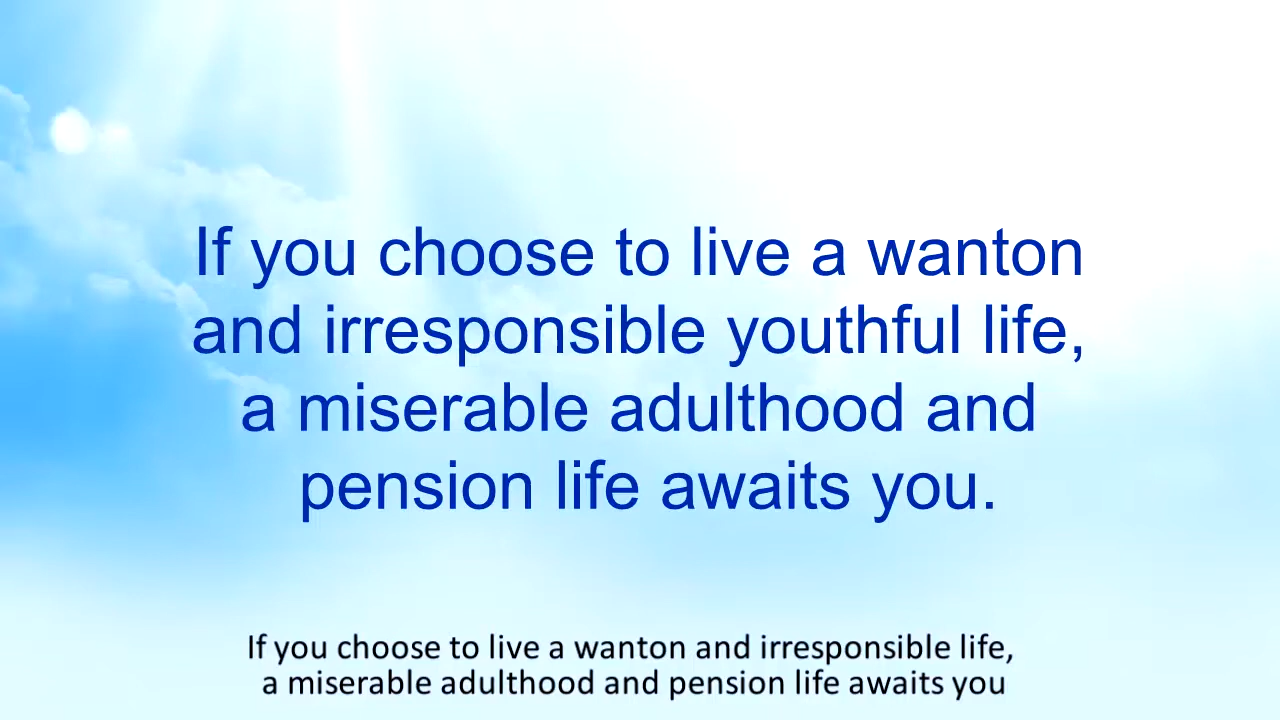 If you choose to live a wanton
and irresponsible youthful life,
a miserable adulthood and
pension life awaits you.
If you choose to live a wanton and irresponsible life,
a miserable adulthood and pension life awaits you